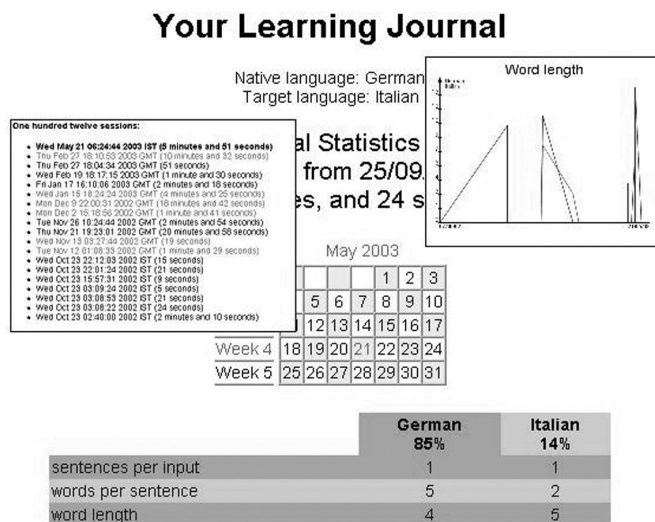 Your Learning Journal
Native language: German
Target language: Italian
al Statistics
from 25/09
es, and 24 s
Word length
German
Italian
One hundred twelve sessions:
Wed May 21 06:24:44 2003 IST (5 minutes and 51 seconds)
Thu Feb 27 18:10:53 2003 GMT (10 minutes and 32 seconds)
Thu Feb 27 18:04:34 2003 GMT (51 seconds)
Wed Feb 19 18:17:15 2003 GMT (1 minute and 30 seconds)
Fri Jan 17 16:10:06 2003 GMT (2 minutes and 18 seconds)
Wed Jan 15 18:24:24 2003 GMT (4 minutes and 25 seconds)
Mon Dec 9 22:00:31 2002 GMT (18 minutes and 42 seconds)
Mon Dec 2 15:18:56 2002 GMT (1 minute and 41 seconds)
Tue Nov 26 10:24:44 2002 GMT (2 minutes and 54 seconds)
Thu Nov 21 19:23:01 2002 GMT (20 minutes and 58 seconds)
Wed Nov 13 03:27:44 2002 GMT (19 seconds)
Tue Nov 12 01:08:33 2002 GMT (1 minute and 29 seconds)
Wed Oct 23 22:12:03 2002 IST (15 seconds)
Wed Oct 23 22:01:24 2002 IST (21 seconds)
Wed Oct 23 15:57:31 2002 IST (9 seconds)
Wed Oct 23 03:09:24 2002 IST (5 seconds)
Wed Oct 23 03:08:53 2002 IST (21 seconds)
Wed Oct 23 03:08:22 2002 IST (24 seconds)
Wed Oct 23 02:40:00 2002 IST (2 minutes and 10 seconds)
May 2003
1 2 3
5 6 7 8 9 10
12 13 14 15 16 17
Week 4 18 19 20 21 22 23 24
Week 5 25 26 27 28 29 30 31
German Italian
85% 14%
sentences per input 1 1
words per sentence 5 2
word length 4 5